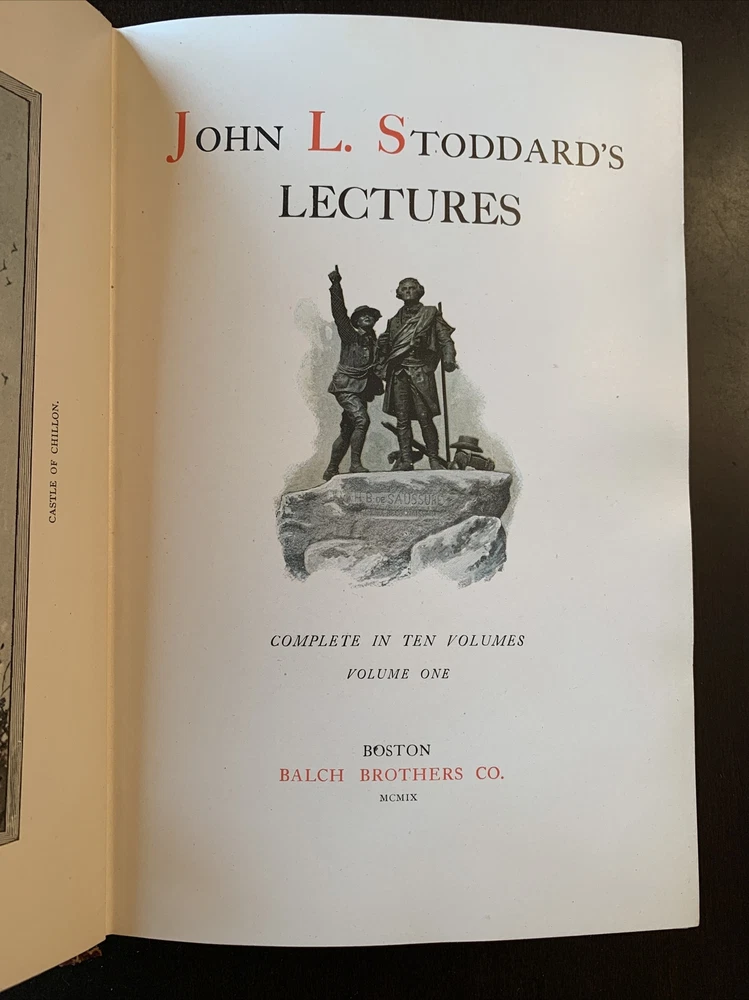 CASTLE OF CHILLON.
JOHN L. STODDARD'S
LECTURES
H. B. DE SAUSSURE
COMPLETE IN TEN VOLUMES
VOLUME ONE
BOSTON
BALCH BROTHERS CO.
MCMIX